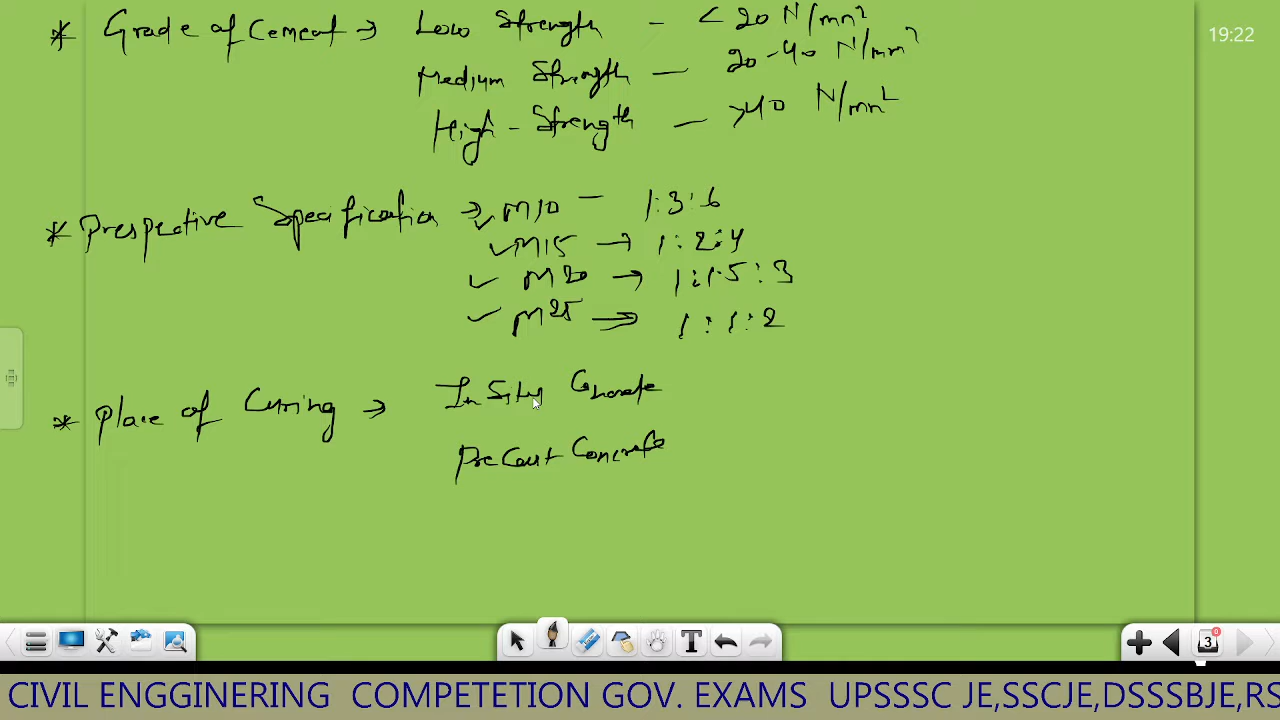 * Grade of Cement → Low Strength - < 20 N/mm²
Medium Strength - 20-40 N/mm²
High - Strength - >40 N/mm²
19:22
* Prespective Specification → ✓M10 - 1:3:6
✓M15 → 1:2:4
✓ M20 → 1:1.5:3
✓ M25 → 1:1:2
* Place of Curing → In Situ Concrete
PreCast Concrete
T
3
CIVIL ENGGINERING COMPETETION GOV. EXAMS UPSSSC JE,SSCJE,DSSSBJE,RS